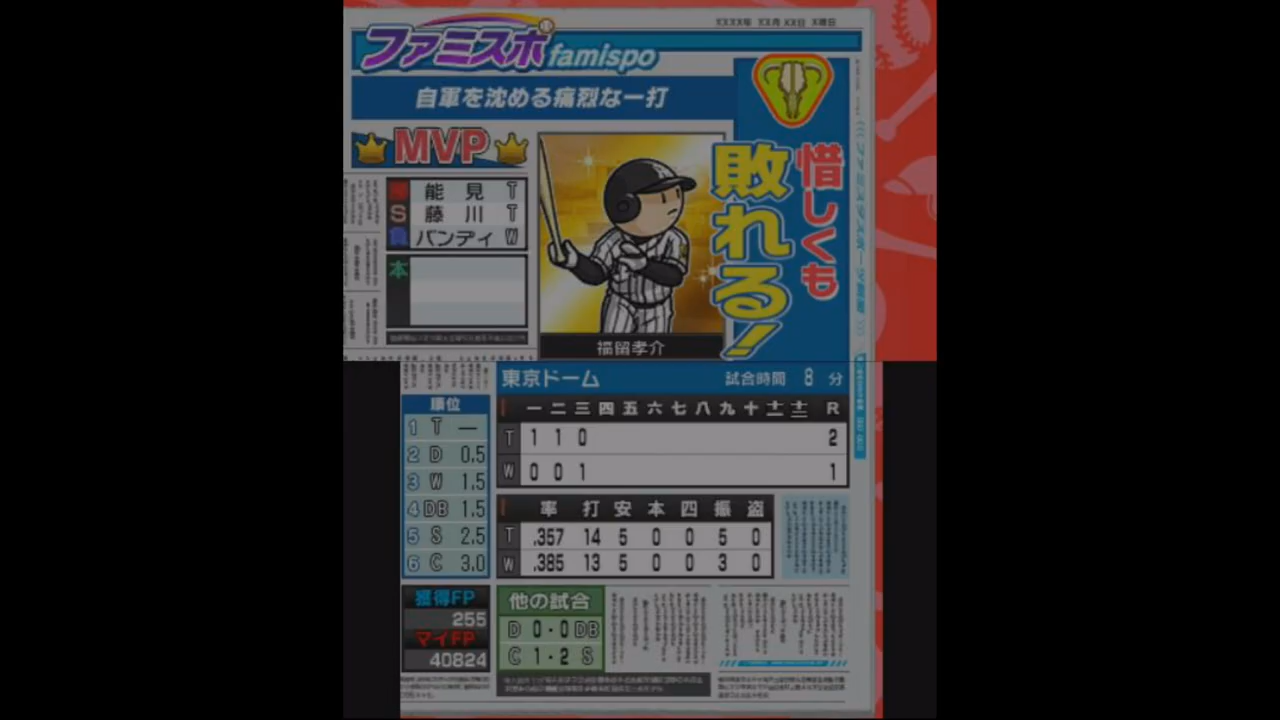 XXXX年 XX月 XX日 X曜日
ファミスポ famispo
自軍を沈める痛烈な一打
惜しくも
敗れる!
MVP
勝 能見 T
S 藤川 T
負 バンディ W
本
福留孝介
東京ドーム 試合時間 8 分
一 二 三 四 五 六 七 八 九 十 十一 十二 R
T 1 1 0 2
W 0 0 1 1
順位
1 T —
2 D 0.5
3 W 1.5
4 DB 1.5
5 S 2.5
6 C 3.0
率 打 安 本 四 振 盗
T .357 14 5 0 0 5 0
W .385 13 5 0 0 3 0
獲得FP
255
マイFP
40824
他の試合
D 0 - 0 DB
C 1 - 2 S